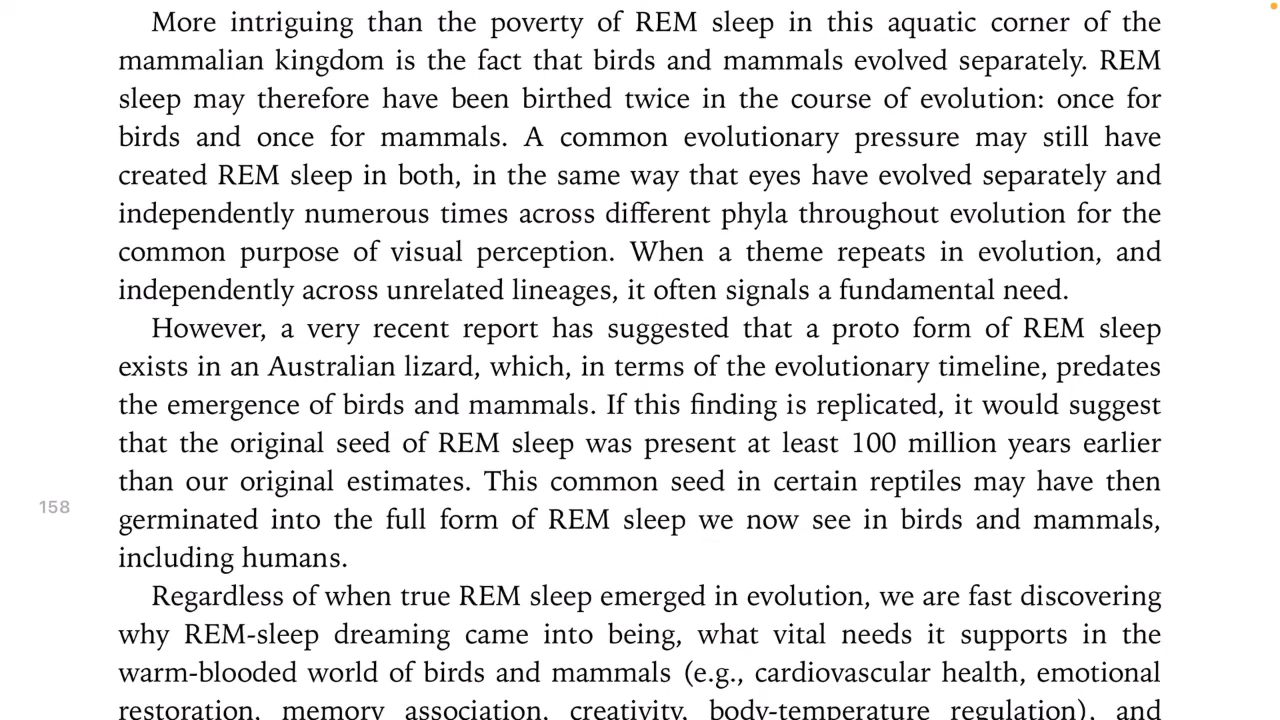 More intriguing than the poverty of REM sleep in this aquatic corner of the
mammalian kingdom is the fact that birds and mammals evolved separately. REM
sleep may therefore have been birthed twice in the course of evolution: once for
birds and once for mammals. A common evolutionary pressure may still have
created REM sleep in both, in the same way that eyes have evolved separately and
independently numerous times across different phyla throughout evolution for the
common purpose of visual perception. When a theme repeats in evolution, and
independently across unrelated lineages, it often signals a fundamental need.
However, a very recent report has suggested that a proto form of REM sleep
exists in an Australian lizard, which, in terms of the evolutionary timeline, predates
the emergence of birds and mammals. If this finding is replicated, it would suggest
that the original seed of REM sleep was present at least 100 million years earlier
than our original estimates. This common seed in certain reptiles may have then
158
germinated into the full form of REM sleep we now see in birds and mammals,
including humans.
Regardless of when true REM sleep emerged in evolution, we are fast discovering
why REM-sleep dreaming came into being, what vital needs it supports in the
warm-blooded world of birds and mammals (e.g., cardiovascular health, emotional
restoration, memory association, creativity, body-temperature regulation), and